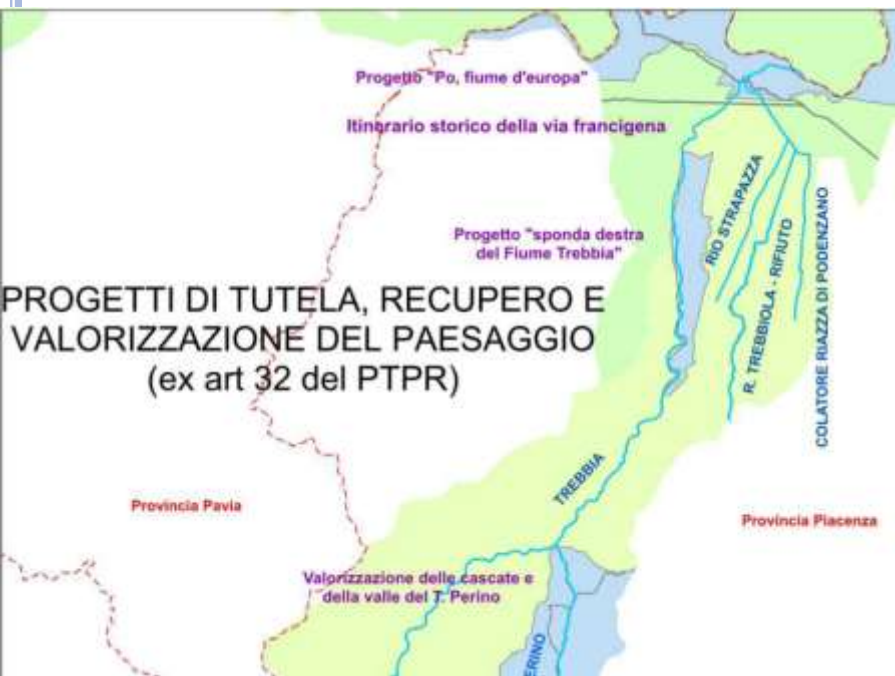 Progetto "Po, fiume d'europa"
Itinerario storico della via francigena
Progetto "sponda destra
del Fiume Trebbia"
RIO STRAPAZZA
R. TREBBIOLA - RIFIUTO
COLATORE RIAZZA DI PODENZANO
PROGETTI DI TUTELA, RECUPERO E
VALORIZZAZIONE DEL PAESAGGIO
(ex art 32 del PTPR)
TREBBIA
Provincia Pavia
Provincia Piacenza
Valorizzazione delle cascate e
della valle del T. Perino
ERINO